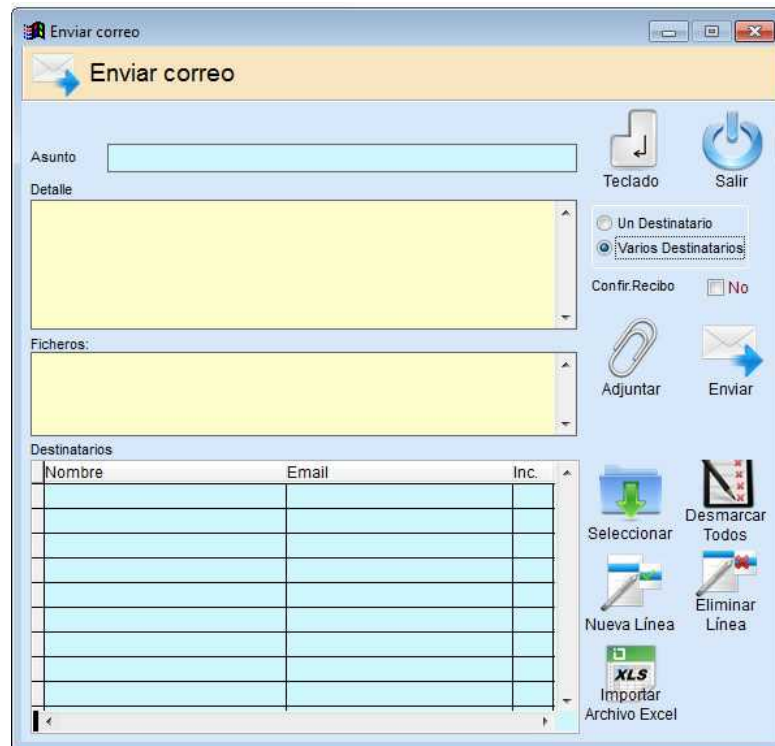 Enviar correo
Enviar correo
Asunto
Teclado
Salir
Detalle
Un Destinatario
Varios Destinatarios
Confir.Recibo
No
Ficheros:
Adjuntar
Enviar
Destinatarios
Nombre Email Inc.
Seleccionar
Desmarcar
Todos
Nueva Línea
Eliminar
Línea
XLS
Importar
Archivo Excel